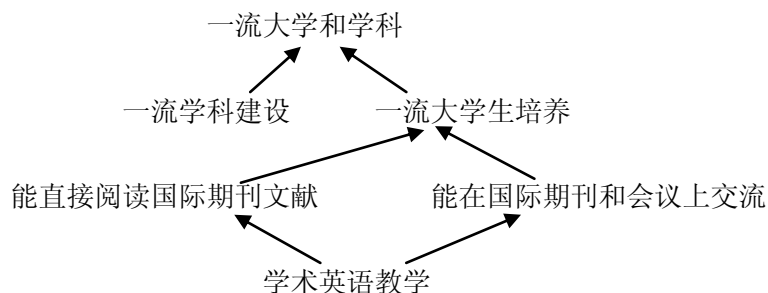 一流大学和学科
一流学科建设 一流大学生培养
能直接阅读国际期刊文献 能在国际期刊和会议上交流
学术英语教学